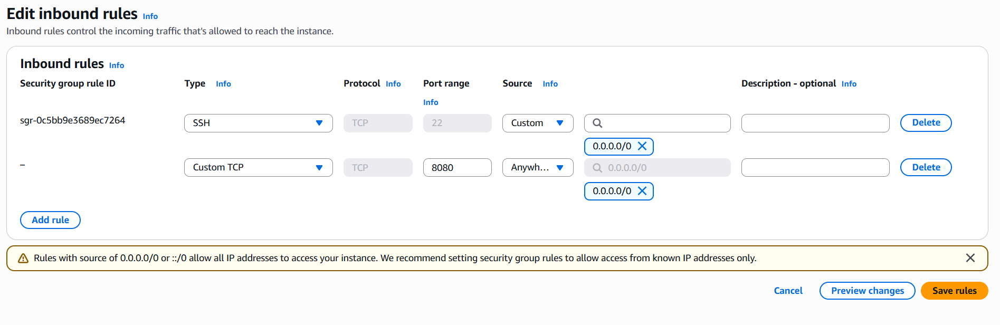 Edit inbound rules Info
Inbound rules control the incoming traffic that's allowed to reach the instance.
Inbound rules Info
Security group rule ID Type Info Protocol Info Port range Source Info Description - optional Info
Info
sgr-0c5bb9e3689ec7264 SSH TCP 22 Custom Delete
0.0.0.0/0
– Custom TCP TCP 8080 Anywh... 0.0.0.0/0 Delete
0.0.0.0/0
Add rule
Rules with source of 0.0.0.0/0 or ::/0 allow all IP addresses to access your instance. We recommend setting security group rules to allow access from known IP addresses only.
Cancel Preview changes Save rules